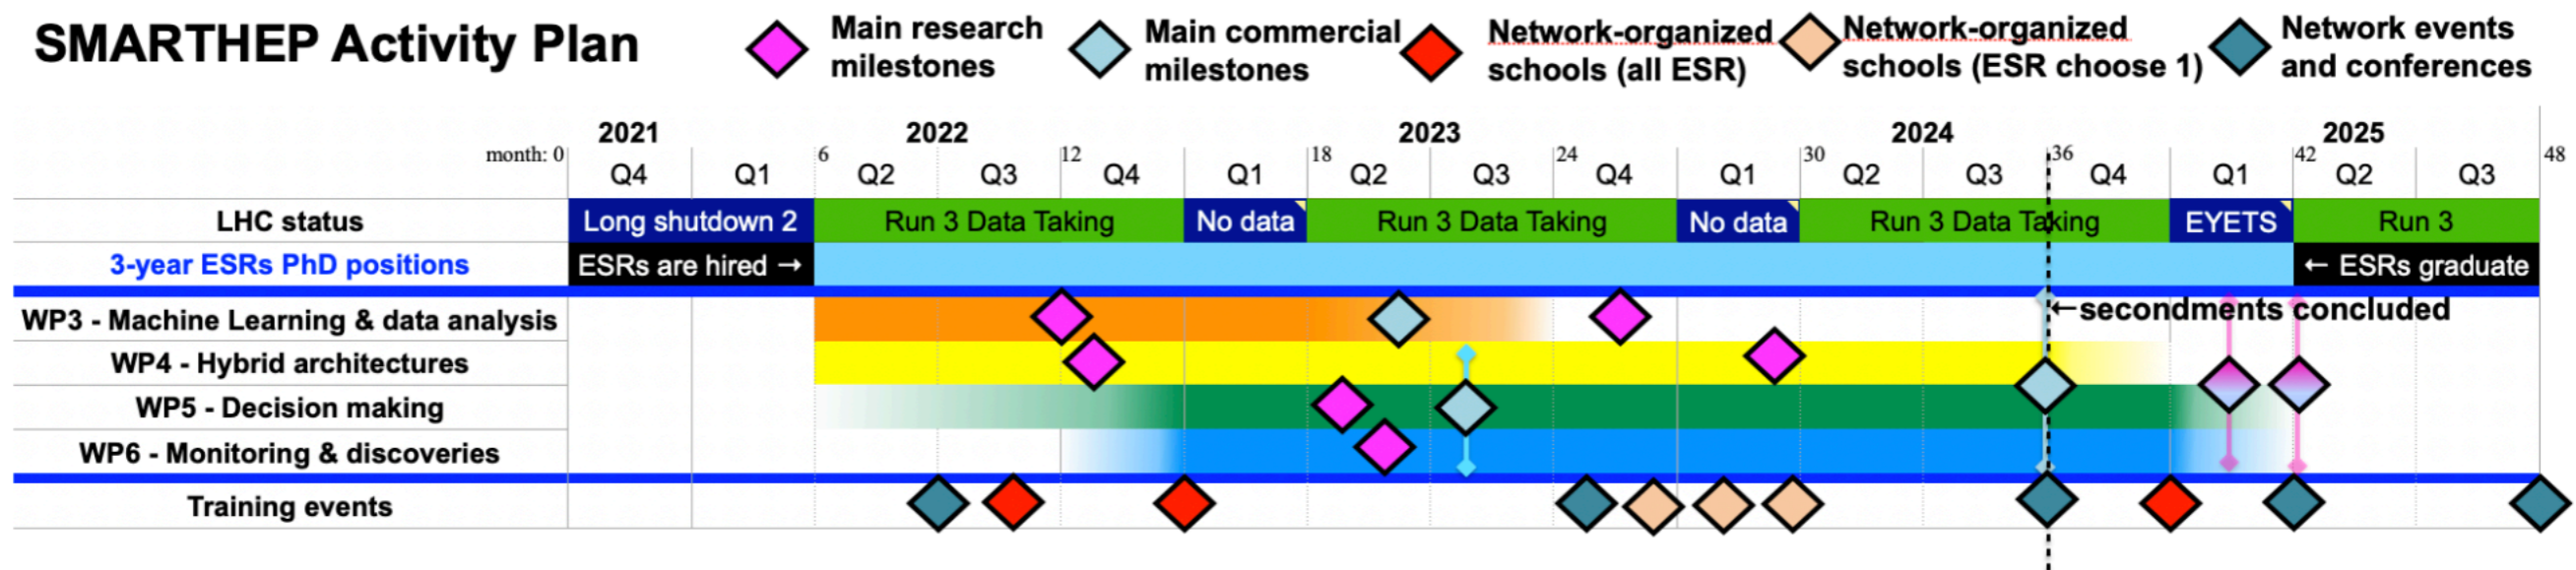 SMARTHEP Activity Plan
Main research
milestones
Main commercial
milestones
Network-organized
schools (all ESR)
Network-organized
schools (ESR choose 1)
Network events
and conferences
2021 2022 2023 2024 2025
month: 0 6 12 18 24 30 36 42 48
Q4 Q1 Q2 Q3 Q4 Q1 Q2 Q3 Q4 Q1 Q2 Q3 Q4 Q1 Q2 Q3
LHC status Long shutdown 2 Run 3 Data Taking No data Run 3 Data Taking No data Run 3 Data Taking EYETS Run 3
3-year ESRs PhD positions ESRs are hired → ← ESRs graduate
WP3 - Machine Learning & data analysis ←secondments concluded
WP4 - Hybrid architectures
WP5 - Decision making
WP6 - Monitoring & discoveries
Training events